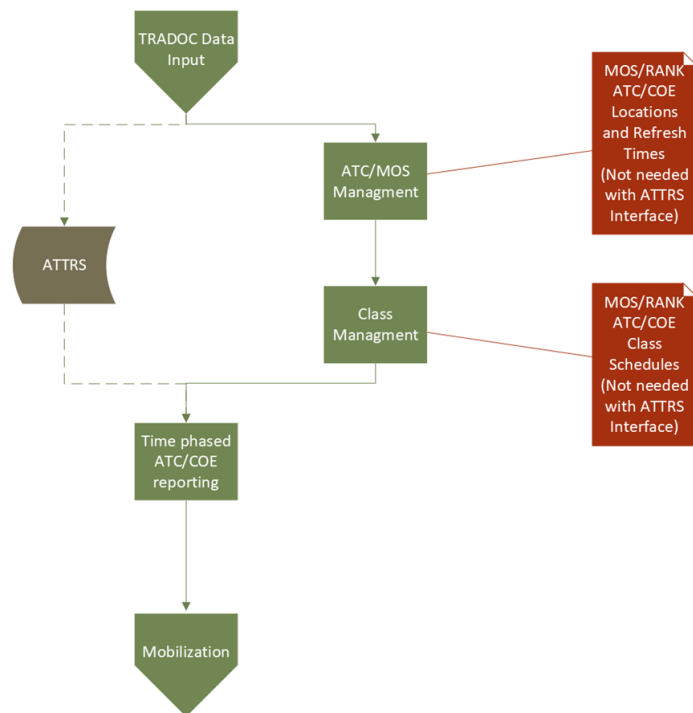 TRADOC Data
Input
MOS/RANK
ATC/COE
Locations
and Refresh
Times
(Not needed
with ATTRS
Interface)
ATC/MOS
Managment
ATTRS
Class
Managment
MOS/RANK
ATC/COE
Class
Schedules
(Not needed
with ATTRS
Interface)
Time phased
ATC/COE
reporting
Mobilization